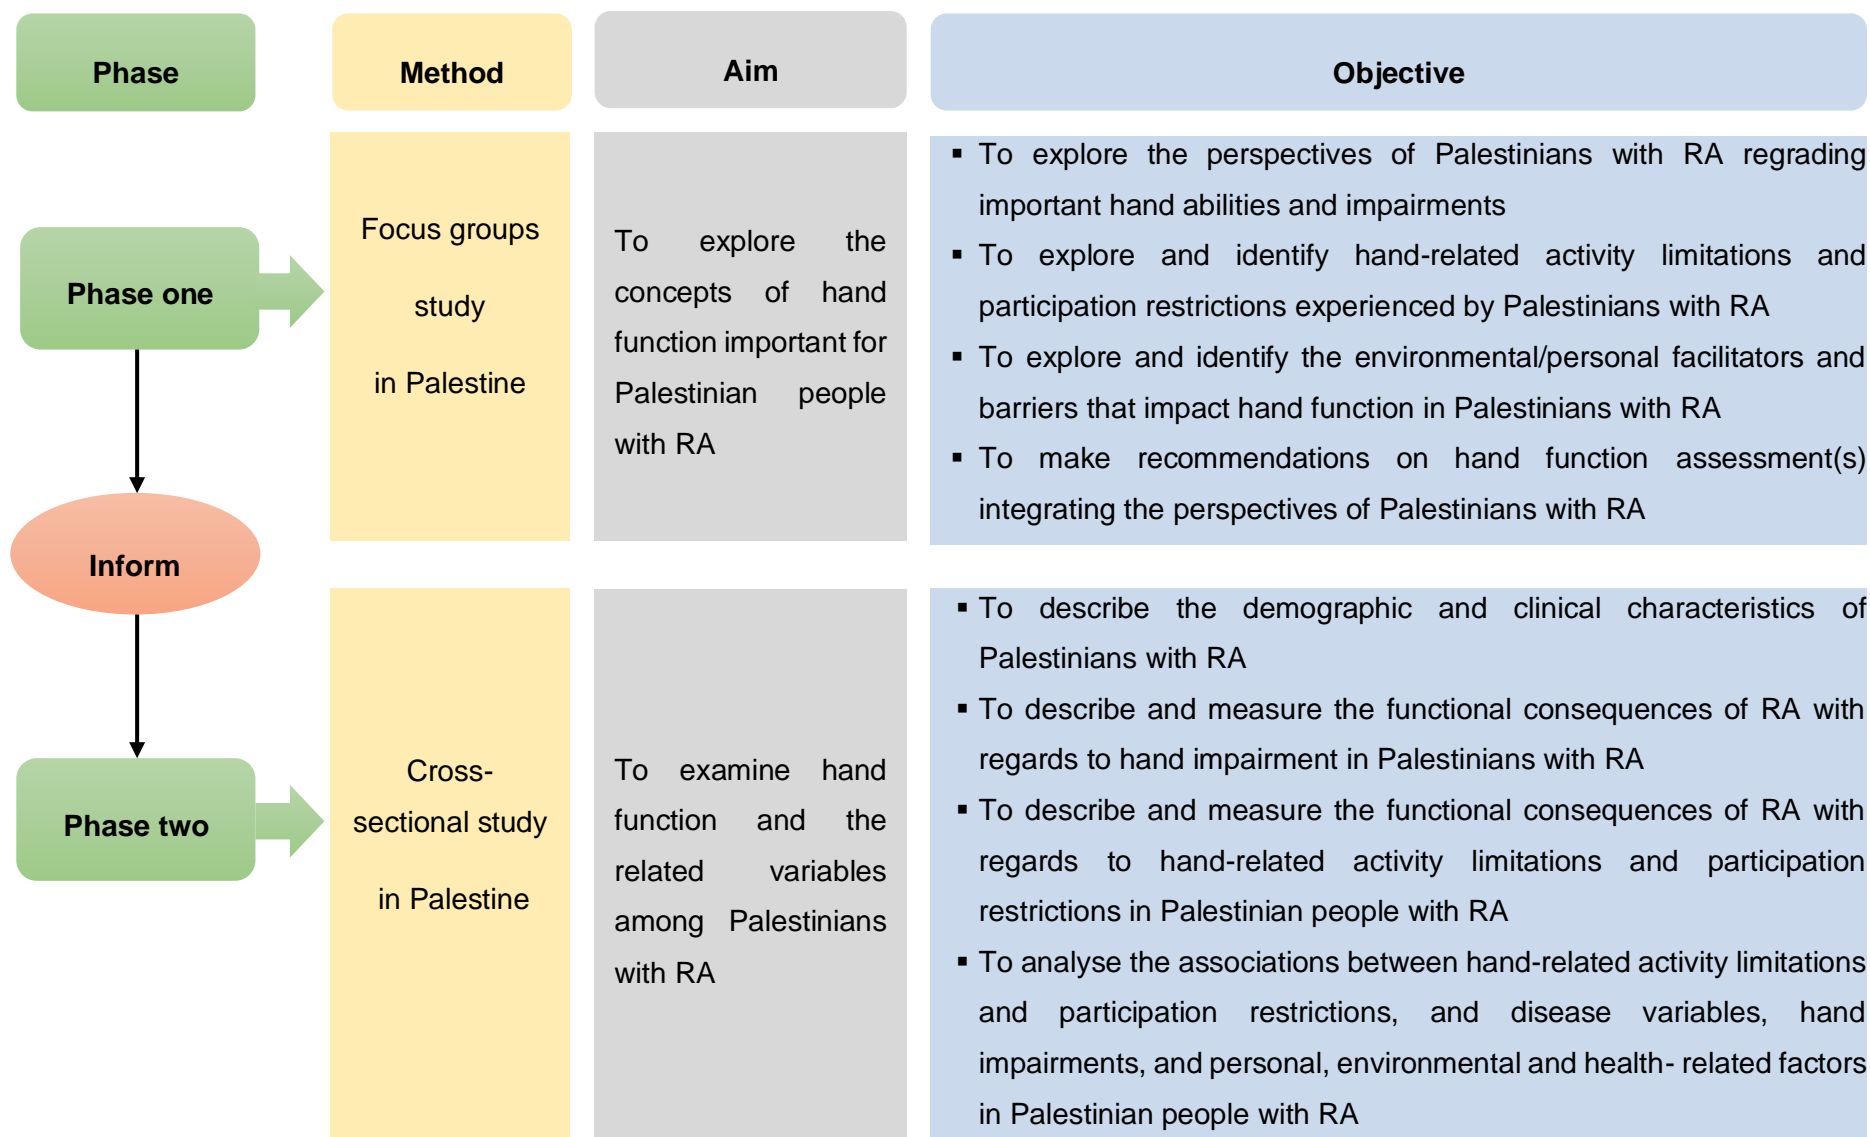 Phase
Method
Aim
Objective
Phase one
Focus groups
study
in Palestine
To explore the
concepts of hand
function important for
Palestinian people
with RA
▪ To explore the perspectives of Palestinians with RA regrading
important hand abilities and impairments
▪ To explore and identify hand-related activity limitations and
participation restrictions experienced by Palestinians with RA
▪ To explore and identify the environmental/personal facilitators and
barriers that impact hand function in Palestinians with RA
▪ To make recommendations on hand function assessment(s)
integrating the perspectives of Palestinians with RA
Inform
Phase two
Cross-
sectional study
in Palestine
To examine hand
function and the
related variables
among Palestinians
with RA
▪ To describe the demographic and clinical characteristics of
Palestinians with RA
▪ To describe and measure the functional consequences of RA with
regards to hand impairment in Palestinians with RA
▪ To describe and measure the functional consequences of RA with
regards to hand-related activity limitations and participation
restrictions in Palestinian people with RA
▪ To analyse the associations between hand-related activity limitations
and participation restrictions, and disease variables, hand
impairments, and personal, environmental and health- related factors
in Palestinian people with RA